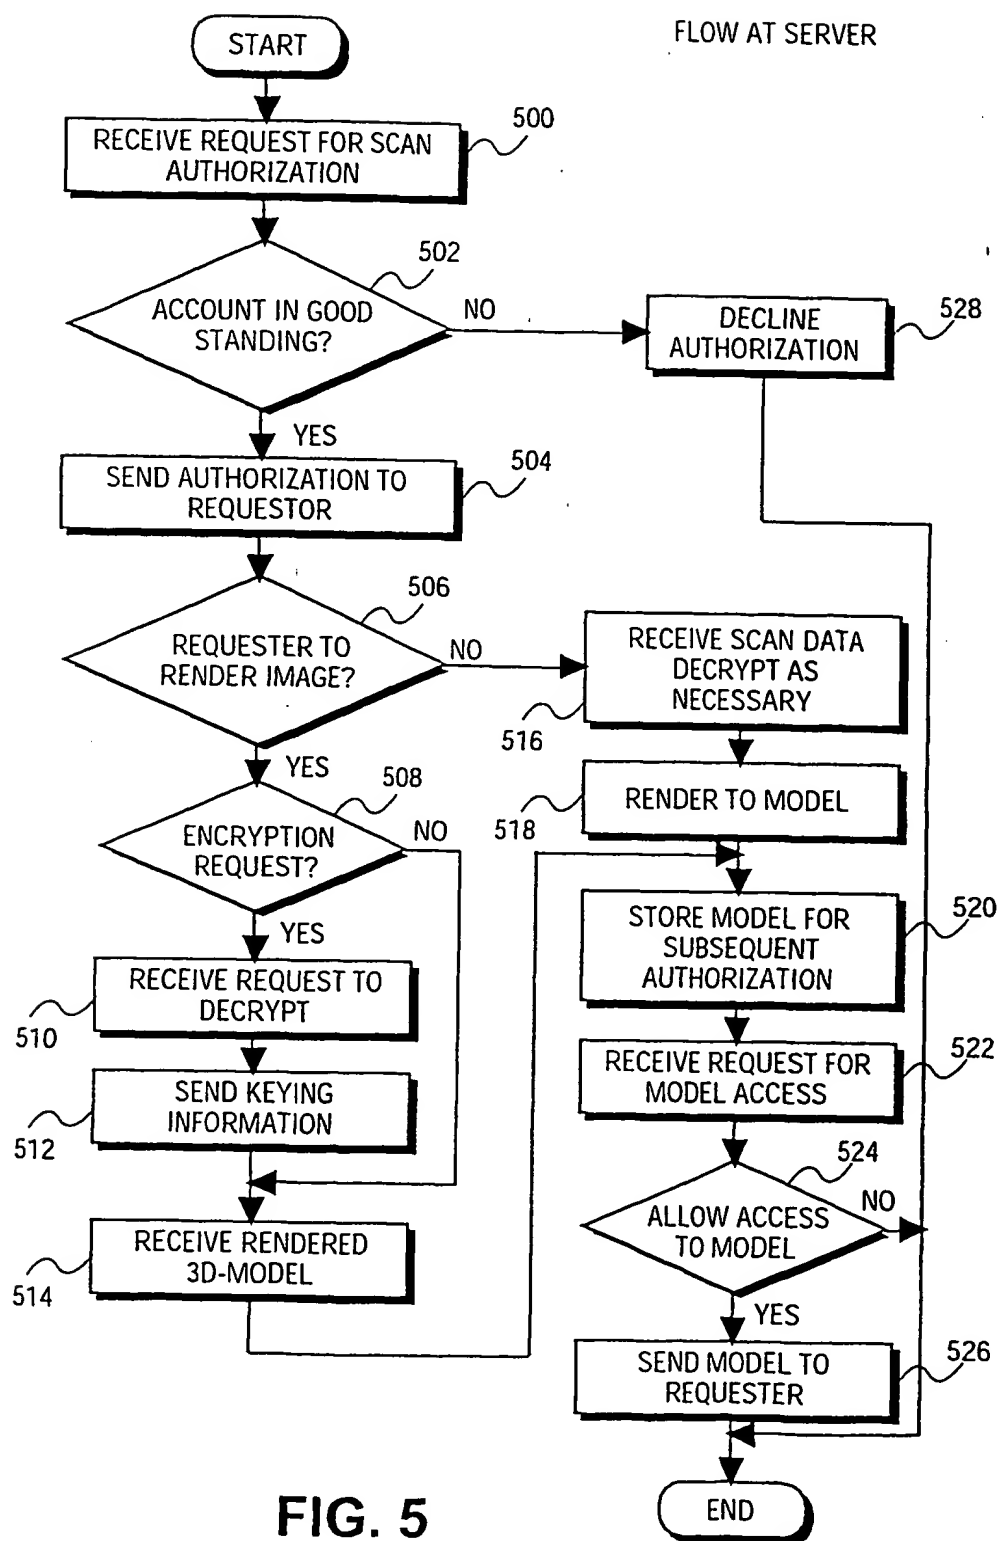 FLOW AT SERVER
START
RECEIVE REQUEST FOR SCAN
AUTHORIZATION
500
502
ACCOUNT IN GOOD
STANDING?
NO
DECLINE
AUTHORIZATION
528
YES
SEND AUTHORIZATION TO
REQUESTOR
504
506
REQUESTER TO
RENDER IMAGE?
NO
RECEIVE SCAN DATA
DECRYPT AS
NECESSARY
516
YES
508
ENCRYPTION
REQUEST?
NO
RENDER TO MODEL
518
YES
STORE MODEL FOR
SUBSEQUENT
AUTHORIZATION
520
RECEIVE REQUEST TO
DECRYPT
510
RECEIVE REQUEST FOR
MODEL ACCESS
522
SEND KEYING
INFORMATION
512
524
ALLOW ACCESS
TO MODEL
NO
RECEIVE RENDERED
3D-MODEL
514
YES
SEND MODEL TO
REQUESTER
526
END
FIG. 5